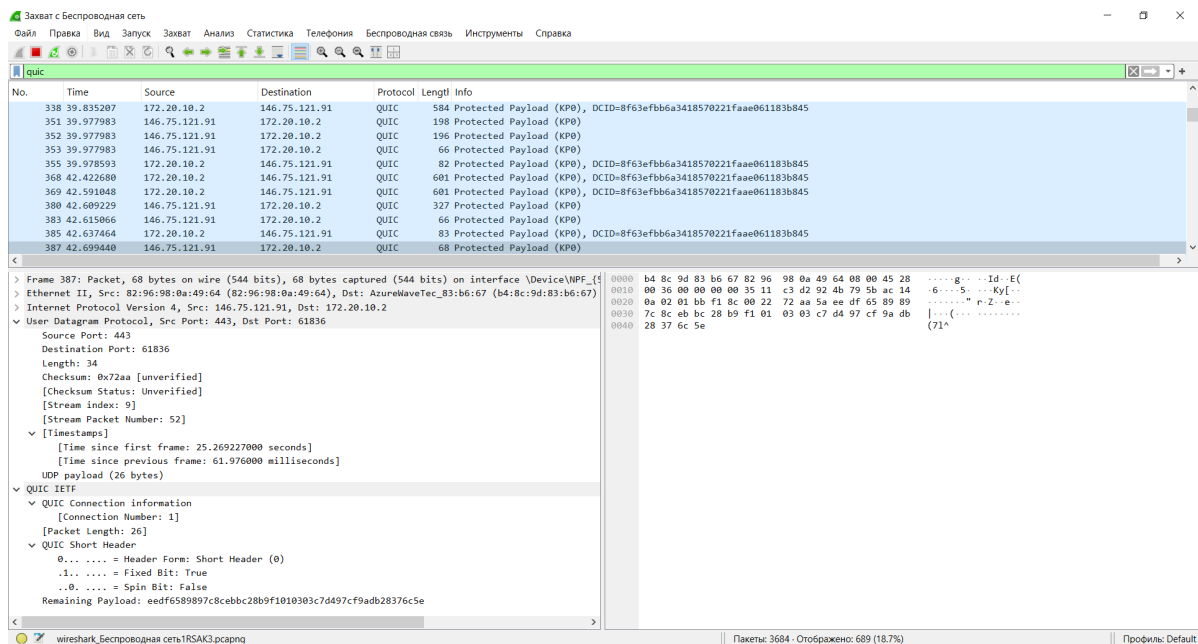 Захват с Беспроводная сеть
Файл Правка Вид Запуск Захват Анализ Статистика Телефония Беспроводная связь Инструменты Справка
quic
No. Time Source Destination Protocol Lengtl Info
338 39.835207 172.20.10.2 146.75.121.91 QUIC 584 Protected Payload (KP0), DCID=8f63efbb6a3418570221faae061183b845
351 39.977983 146.75.121.91 172.20.10.2 QUIC 198 Protected Payload (KP0)
352 39.977983 146.75.121.91 172.20.10.2 QUIC 196 Protected Payload (KP0)
353 39.977983 146.75.121.91 172.20.10.2 QUIC 66 Protected Payload (KP0)
355 39.978593 172.20.10.2 146.75.121.91 QUIC 82 Protected Payload (KP0), DCID=8f63efbb6a3418570221faae061183b845
368 42.422680 172.20.10.2 146.75.121.91 QUIC 601 Protected Payload (KP0), DCID=8f63efbb6a3418570221faae061183b845
369 42.591048 172.20.10.2 146.75.121.91 QUIC 601 Protected Payload (KP0), DCID=8f63efbb6a3418570221faae061183b845
380 42.609229 146.75.121.91 172.20.10.2 QUIC 327 Protected Payload (KP0)
383 42.615066 146.75.121.91 172.20.10.2 QUIC 66 Protected Payload (KP0)
385 42.637464 172.20.10.2 146.75.121.91 QUIC 83 Protected Payload (KP0), DCID=8f63efbb6a3418570221faae061183b845
387 42.699440 146.75.121.91 172.20.10.2 QUIC 68 Protected Payload (KP0)
Frame 387: Packet, 68 bytes on wire (544 bits), 68 bytes captured (544 bits) on interface \Device\NPF_{5
Ethernet II, Src: 82:96:98:0a:49:64 (82:96:98:0a:49:64), Dst: AzureWaveTec_83:b6:67 (b4:8c:9d:83:b6:67)
Internet Protocol Version 4, Src: 146.75.121.91, Dst: 172.20.10.2
User Datagram Protocol, Src Port: 443, Dst Port: 61836
Source Port: 443
Destination Port: 61836
Length: 34
Checksum: 0x72aa [unverified]
[Checksum Status: Unverified]
[Stream index: 9]
[Stream Packet Number: 52]
[Timestamps]
[Time since first frame: 25.269227000 seconds]
[Time since previous frame: 61.976000 milliseconds]
UDP payload (26 bytes)
QUIC IETF
QUIC Connection information
[Connection Number: 1]
[Packet Length: 26]
QUIC Short Header
0... .... = Header Form: Short Header (0)
.1.. .... = Fixed Bit: True
..0. .... = Spin Bit: False
Remaining Payload: eedf6589897c8cebbc28b9f1010303c7d497cf9adb28376c5e
0000 b4 8c 9d 83 b6 67 82 96 98 0a 49 64 08 00 45 28 ·····g·· ··Id··E(
0010 00 36 00 00 00 00 35 11 c3 d2 92 4b 79 5b ac 14 ·6····5· ···Ky[··
0020 0a 02 01 bb f1 8c 00 22 72 aa 5a ee df 65 89 89 ·······" r·Z··e··
0030 7c 8c eb bc 28 b9 f1 01 03 03 c7 d4 97 cf 9a db |···(··· ········
0040 28 37 6c 5e (7l^
wireshark_Беспроводная сеть1RSAK3.pcapng
Пакеты: 3684 · Отображено: 689 (18.7%)
Профиль: Default